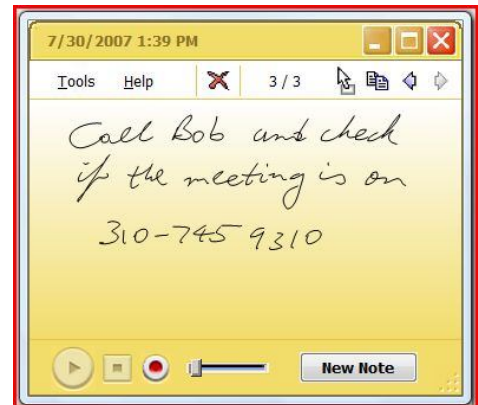 7/30/2007 1:39 PM
Tools Help 3 / 3
Call Bob and check
if the meeting is on
310-745 9310
New Note